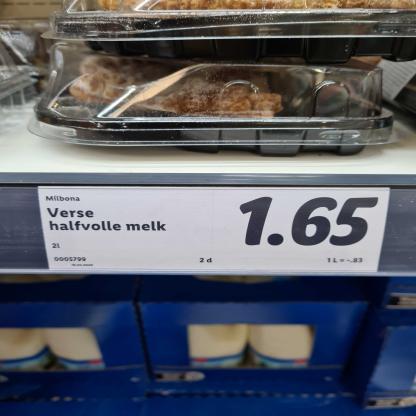 Milbona
Verse
halfvolle melk
1.65
2l
0005799
2 d
1 L = -.83